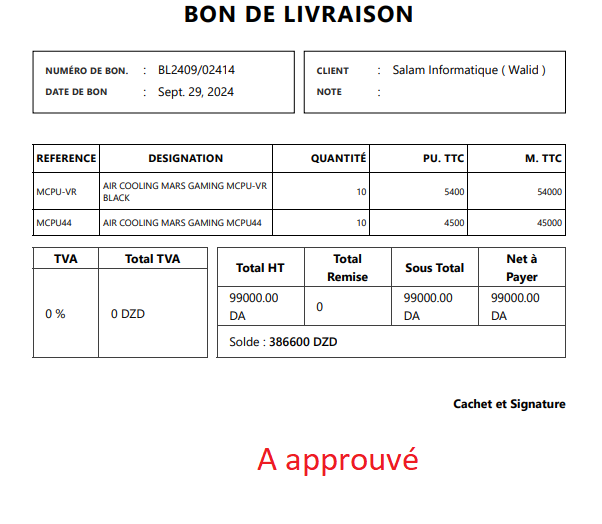 BON DE LIVRAISON
NUMÉRO DE BON. : BL2409/02414
DATE DE BON : Sept. 29, 2024
CLIENT : Salam Informatique ( Walid )
NOTE :
REFERENCE DESIGNATION QUANTITÉ PU. TTC M. TTC
MCPU-VR AIR COOLING MARS GAMING MCPU-VR BLACK 10 5400 54000
MCPU44 AIR COOLING MARS GAMING MCPU44 10 4500 45000
TVA Total TVA
0 % 0 DZD
Total HT Total Remise Sous Total Net à Payer
99000.00 DA 0 99000.00 DA 99000.00 DA
Solde : 386600 DZD
Cachet et Signature
A approuvé